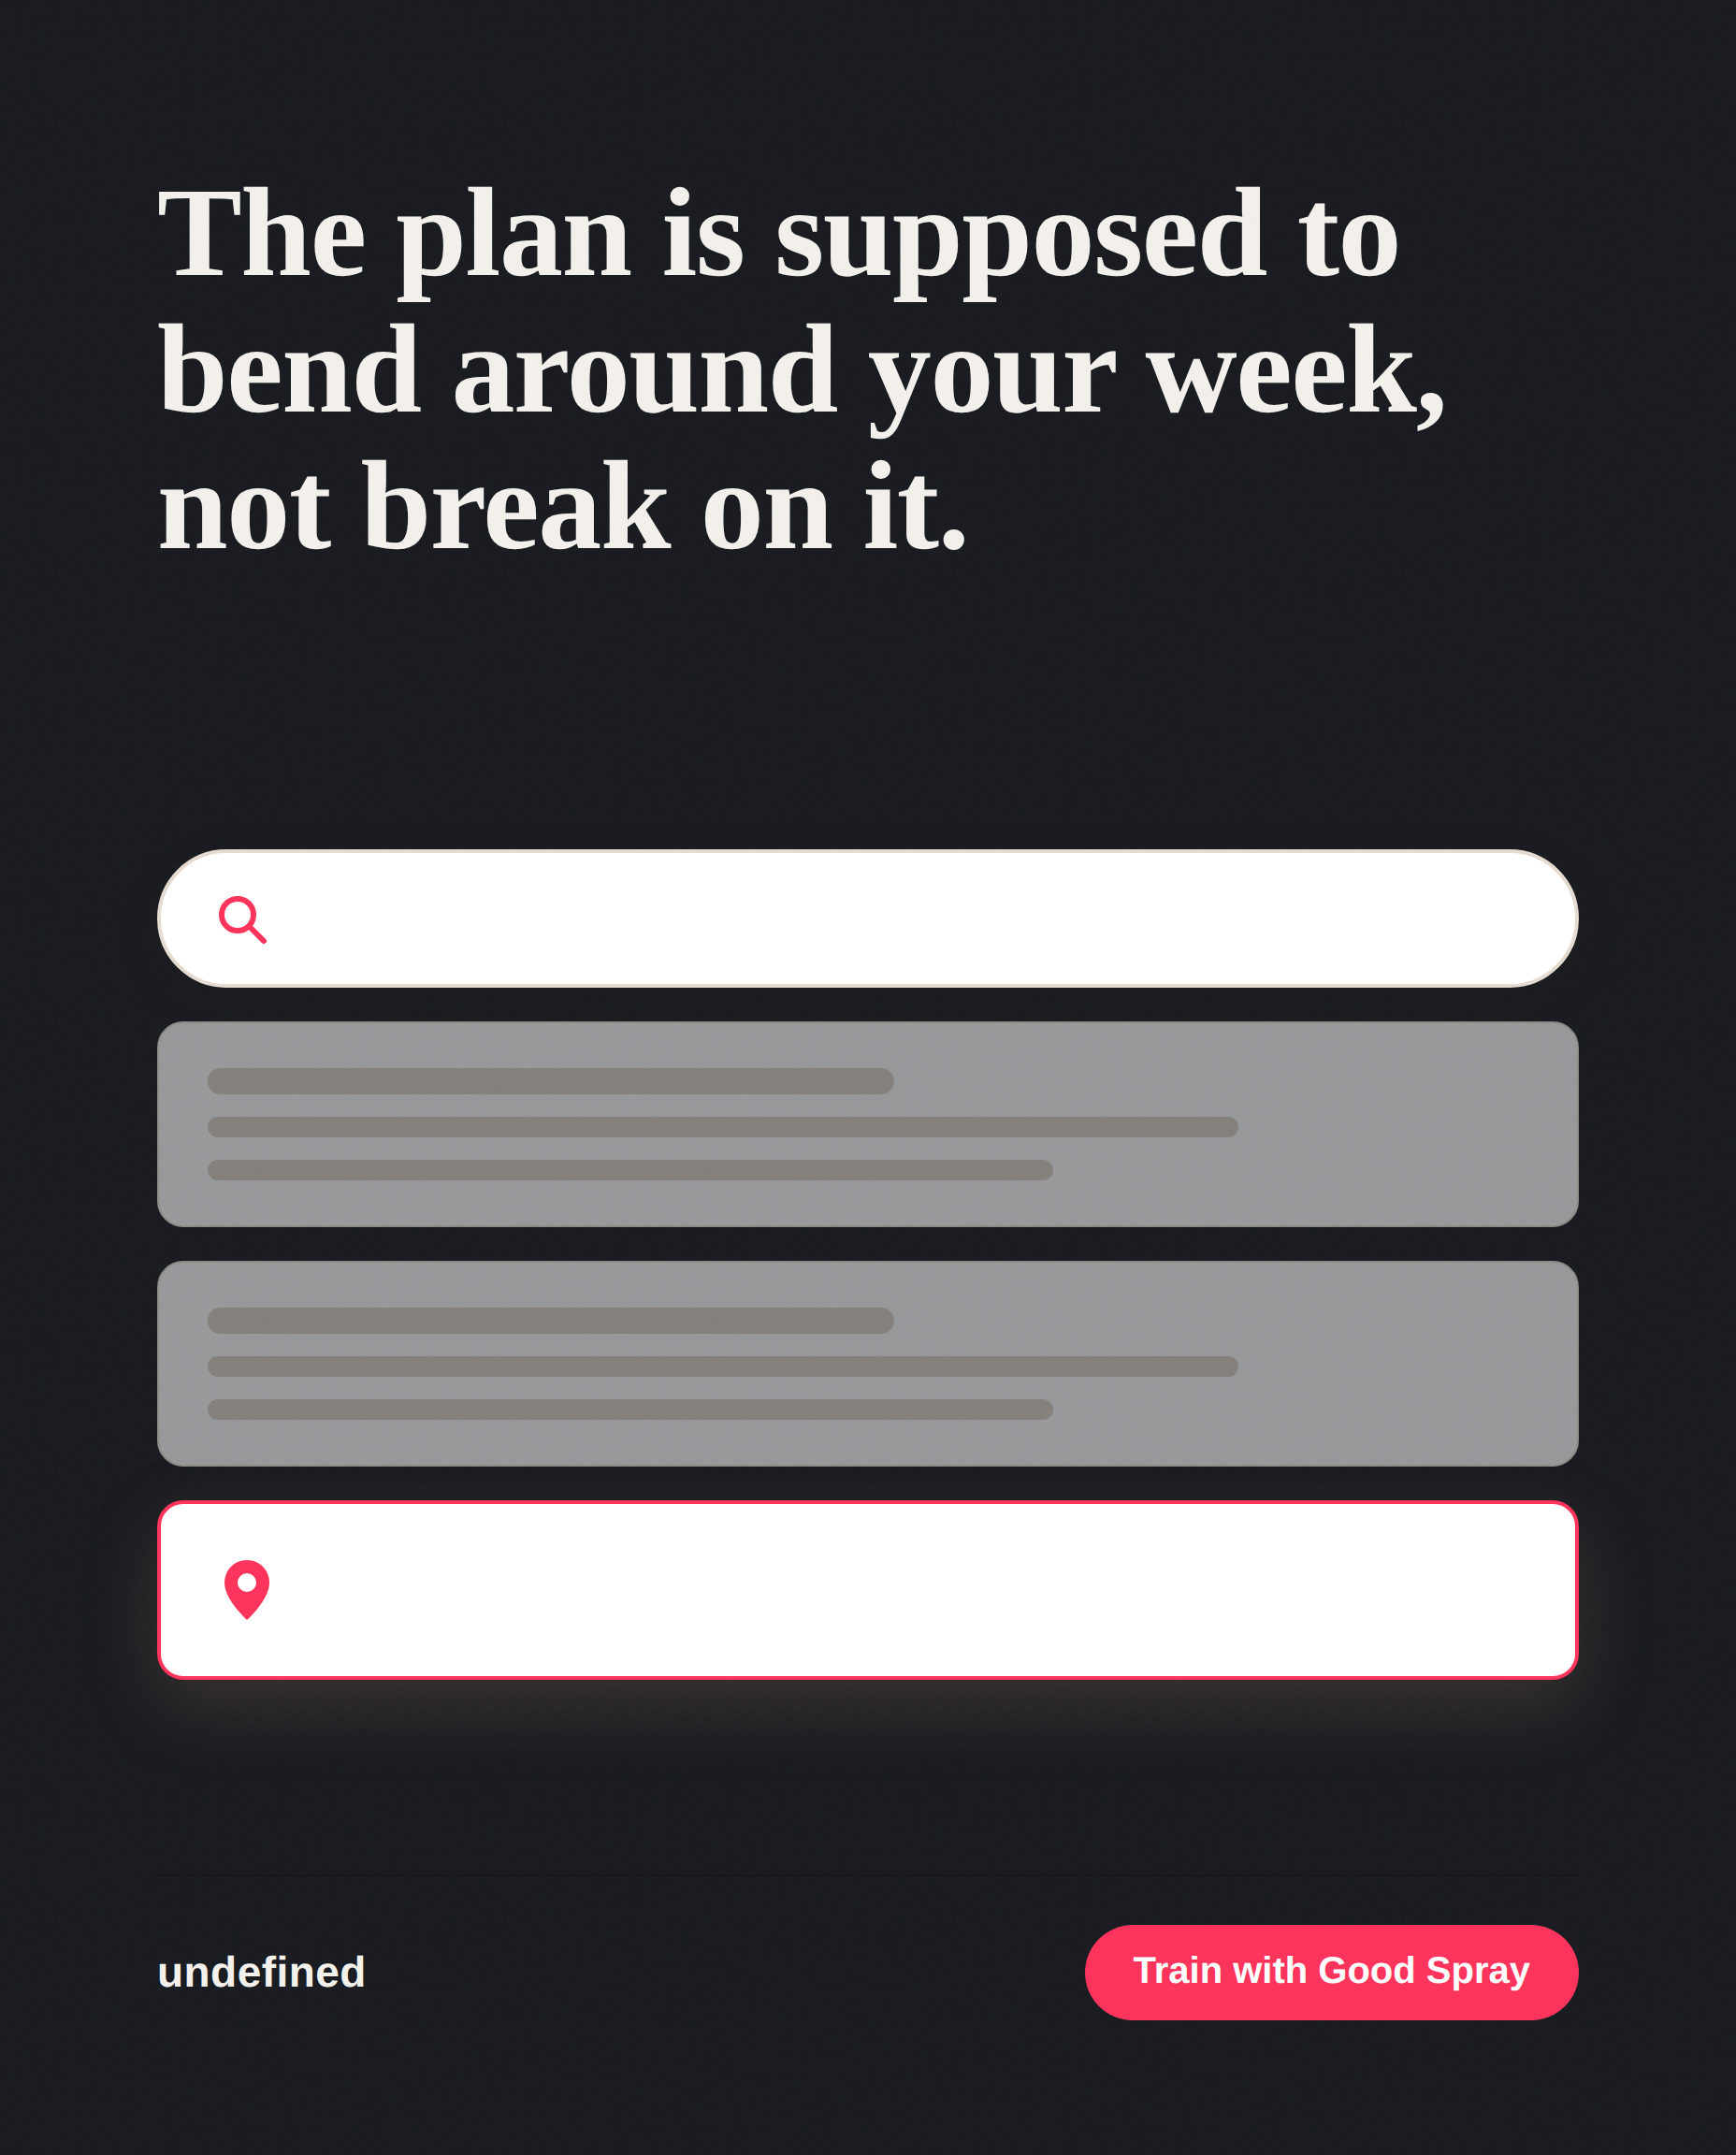 The plan is supposed to
bend around your week,
not break on it.
undefined
Train with Good Spray